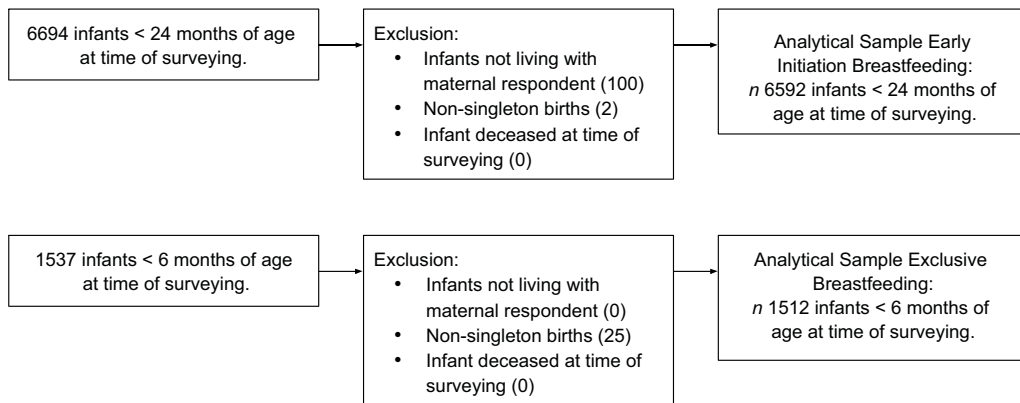 6694 infants < 24 months of age
at time of surveying.
Exclusion:
• Infants not living with
maternal respondent (100)
• Non-singleton births (2)
• Infant deceased at time of
surveying (0)
Analytical Sample Early
Initiation Breastfeeding:
n 6592 infants < 24 months of
age at time of surveying.
1537 infants < 6 months of age
at time of surveying.
Exclusion:
• Infants not living with
maternal respondent (0)
• Non-singleton births (25)
• Infant deceased at time of
surveying (0)
Analytical Sample Exclusive
Breastfeeding:
n 1512 infants < 6 months of
age at time of surveying.